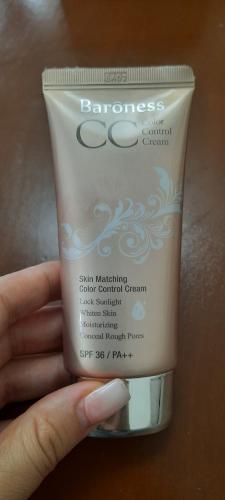 Barôness
CC Color
Control
Cream
Skin Matching
Color Control Cream
Lock Sunlight
Whiten Skin
Moisturizing
Conceal Rough Pores
SPF 36 / PA++